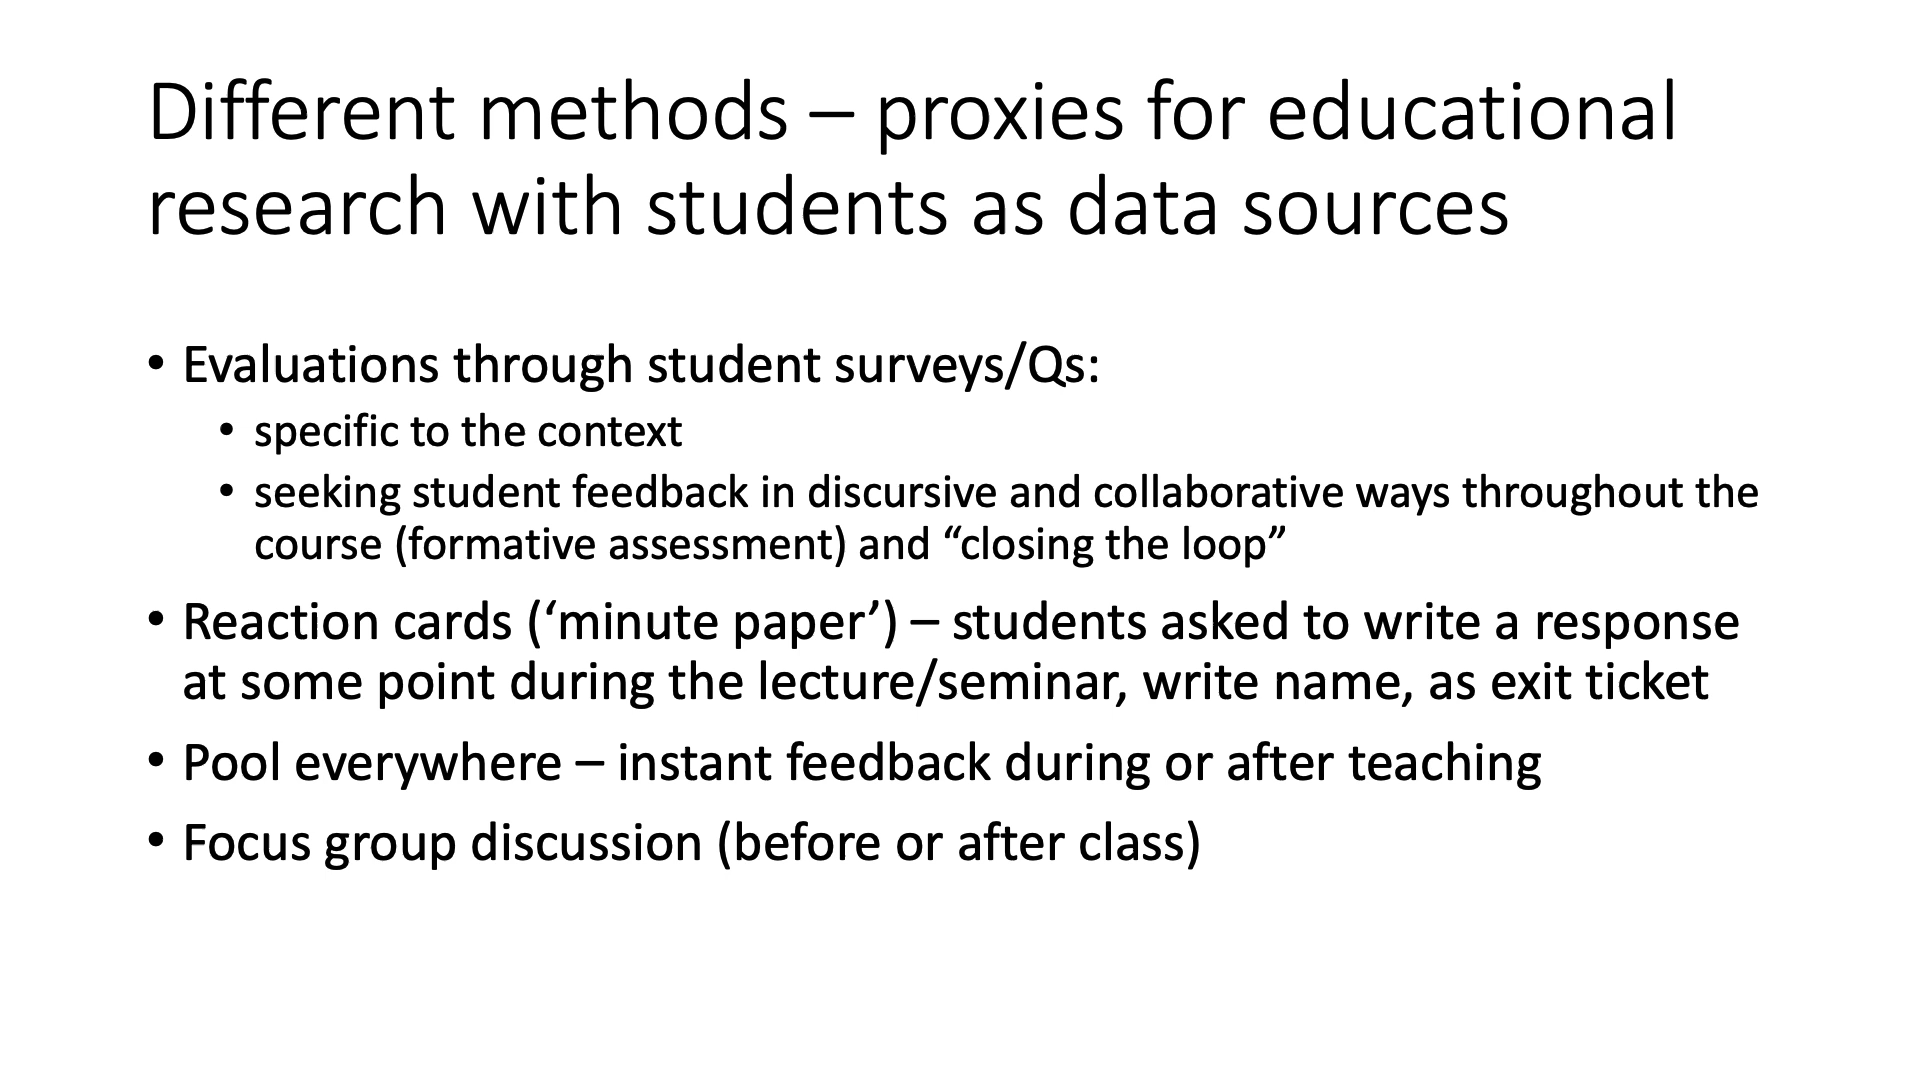 Different methods – proxies for educational
research with students as data sources
• Evaluations through student surveys/Qs:
• specific to the context
• seeking student feedback in discursive and collaborative ways throughout the
course (formative assessment) and “closing the loop”
• Reaction cards (‘minute paper’) – students asked to write a response
at some point during the lecture/seminar, write name, as exit ticket
• Pool everywhere – instant feedback during or after teaching
• Focus group discussion (before or after class)